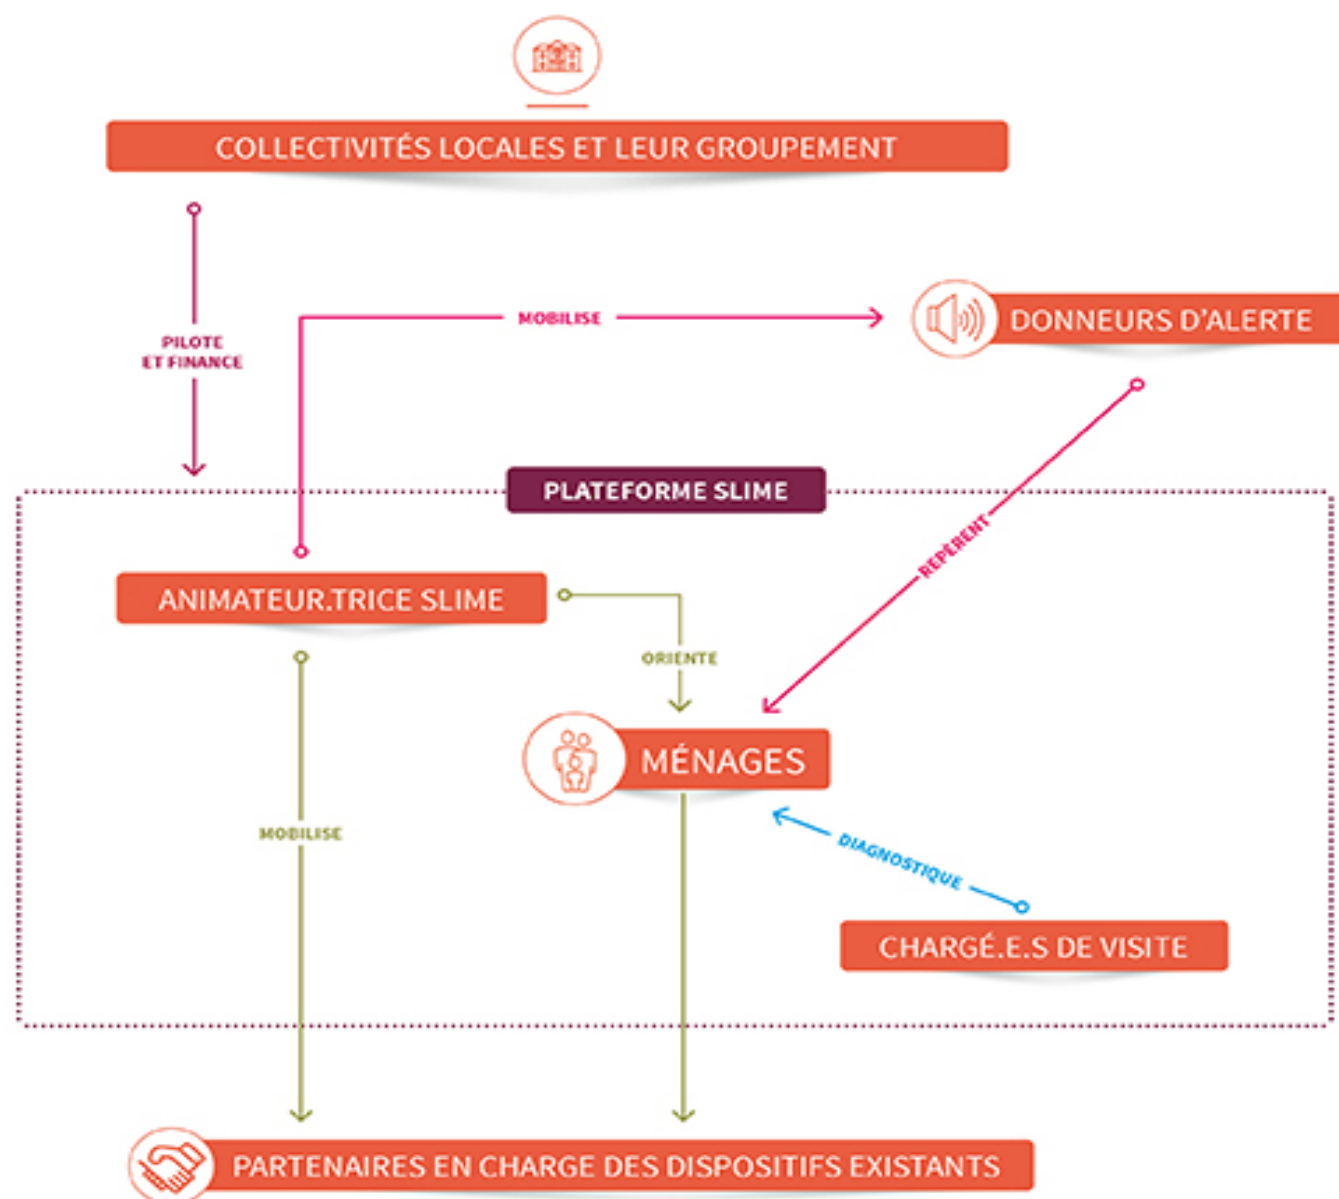 COLLECTIVITÉS LOCALES ET LEUR GROUPEMENT
MOBILISE
DONNEURS D'ALERTE
PILOTE
ET FINANCE
PLATEFORME SLIME
REPÈRENT
ANIMATEUR.TRICE SLIME
ORIENTE
MÉNAGES
MOBILISE
DIAGNOSTIQUE
CHARGÉ.E.S DE VISITE
PARTENAIRES EN CHARGE DES DISPOSITIFS EXISTANTS